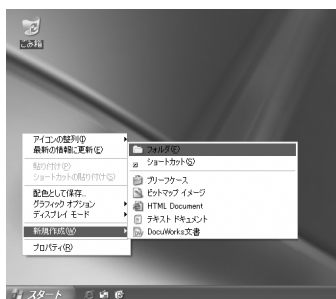 ごみ箱
アイコンの整列(I)
最新の情報に更新(E)
貼り付け(P)
ショートカットの貼り付け(S)
配色として保存...
グラフィック オプション
ディスプレイ モード
新規作成(W)
プロパティ(R)
フォルダ(F)
ショートカット(S)
ブリーフケース
ビットマップ イメージ
HTML Document
テキスト ドキュメント
DocuWorks文書
スタート